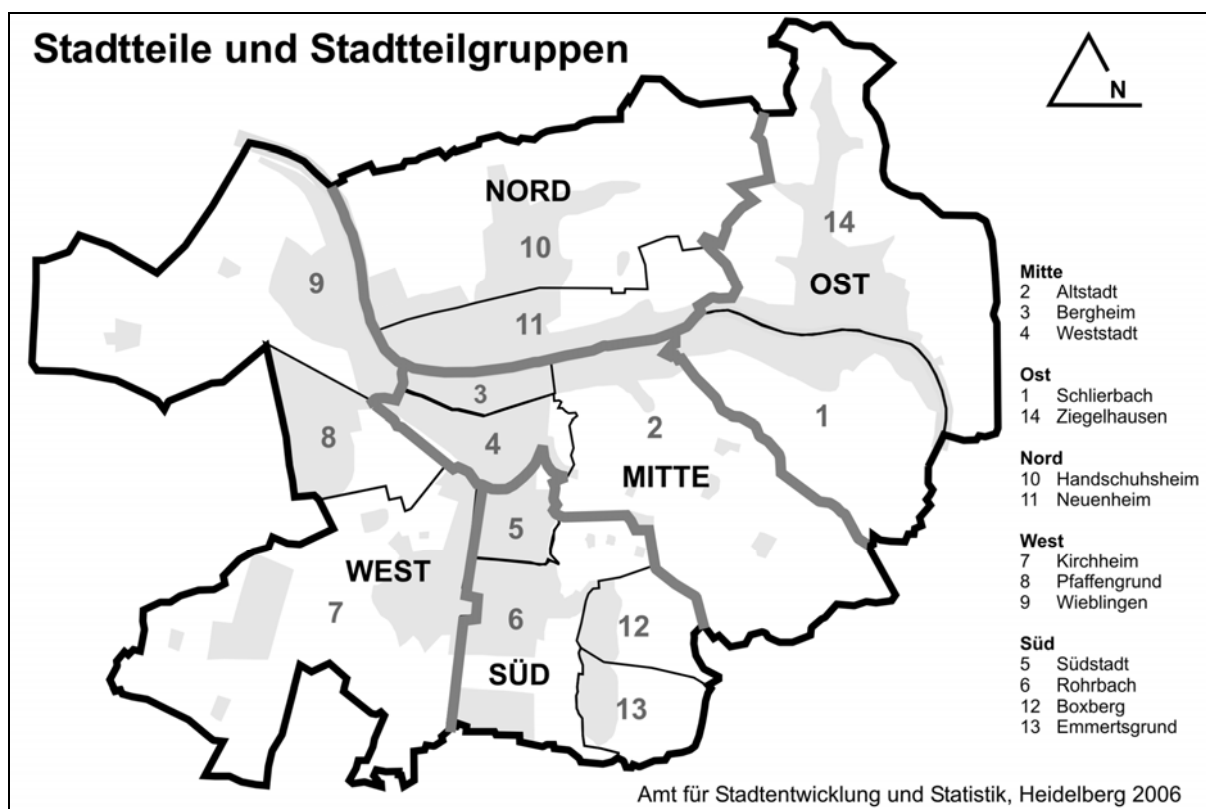 Stadtteile und Stadtteilgruppen
N
NORD
14
10
9
OST
11
3
8
4
2
1
MITTE
5
WEST
7
6
12
SÜD
13
Mitte
2 Altstadt
3 Bergheim
4 Weststadt
Ost
1 Schlierbach
14 Ziegelhausen
Nord
10 Handschuhsheim
11 Neuenheim
West
7 Kirchheim
8 Pfaffengrund
9 Wieblingen
Süd
5 Südstadt
6 Rohrbach
12 Boxberg
13 Emmertsgrund
Amt für Stadtentwicklung und Statistik, Heidelberg 2006